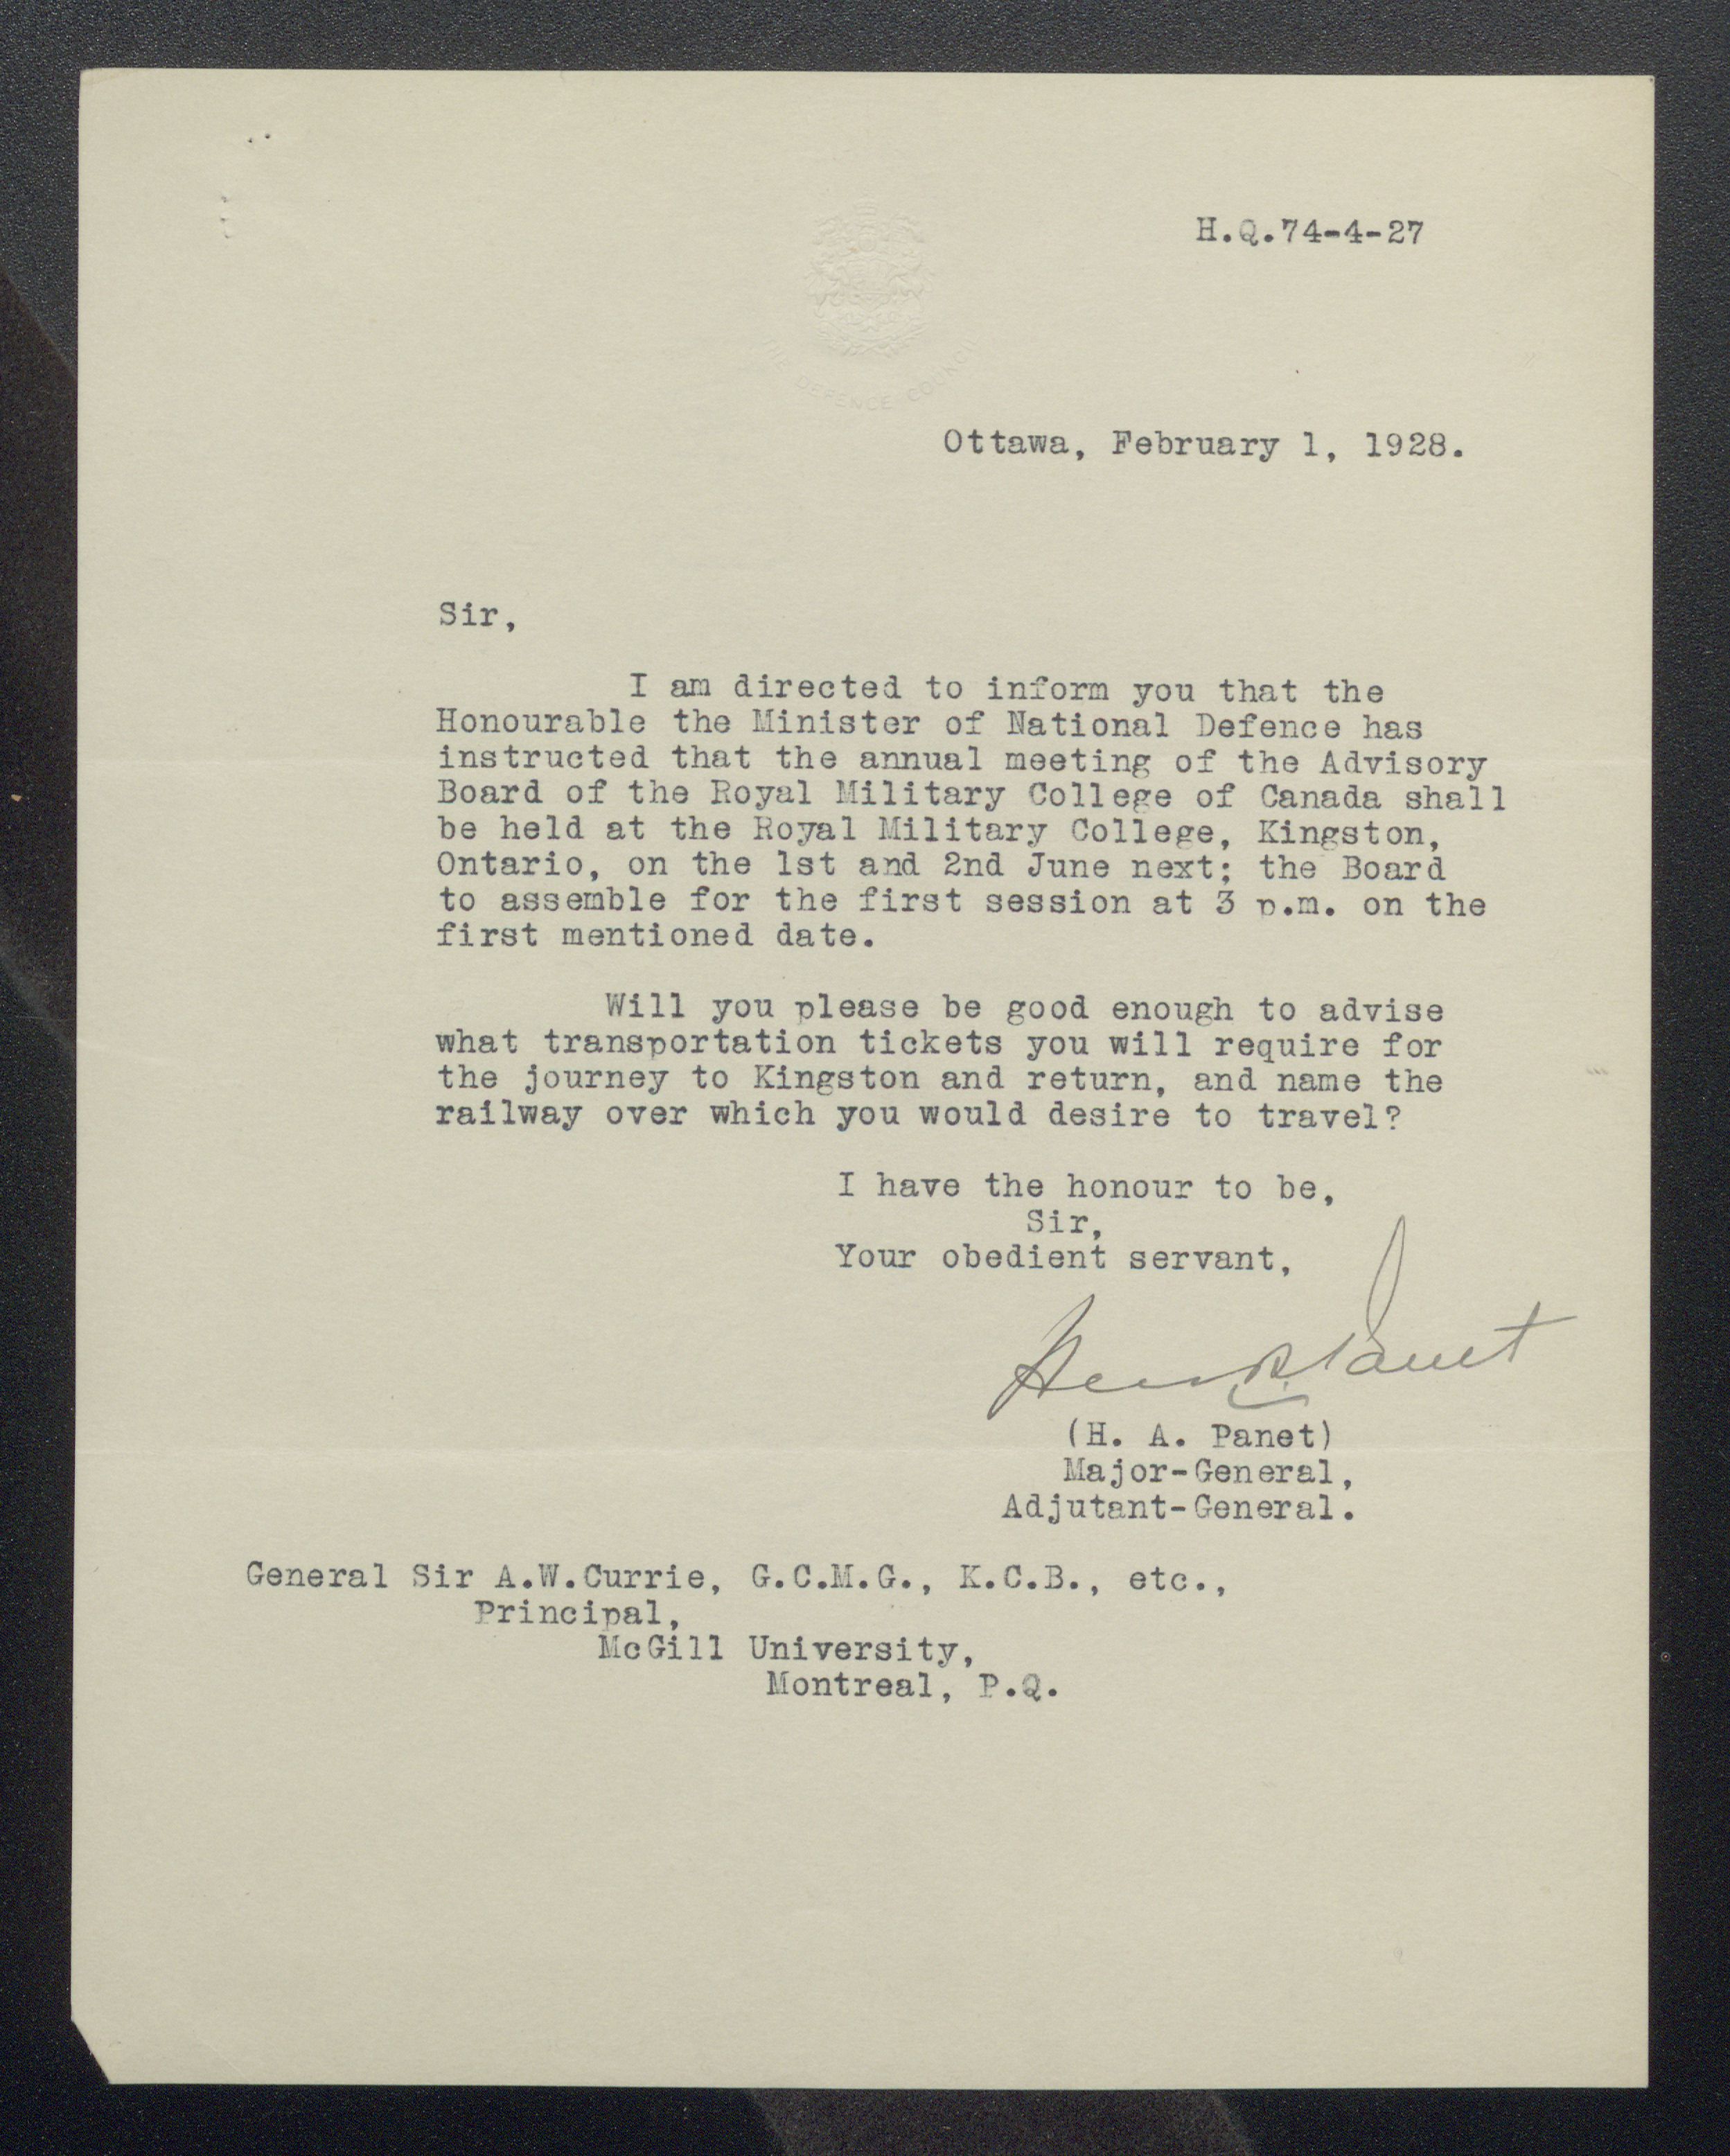 H.Q.74-4-27
THE DEFENCE COUNCIL
Ottawa, February 1, 1928.
Sir,
I am directed to inform you that the
Honourable the Minister of National Defence has
instructed that the annual meeting of the Advisory
Board of the Royal Military College of Canada shall
be held at the Royal Military College, Kingston,
Ontario, on the 1st and 2nd June next; the Board
to assemble for the first session at 3 p.m. on the
first mentioned date.
Will you please be good enough to advise
what transportation tickets you will require for
the journey to Kingston and return, and name the
railway over which you would desire to travel?
I have the honour to be,
Sir,
Your obedient servant,
Panet
(H. A. Panet)
Major-General,
Adjutant-General.
General Sir A.W.Currie, G.C.M.G., K.C.B., etc.,
Principal,
McGill University,
Montreal, P.Q.